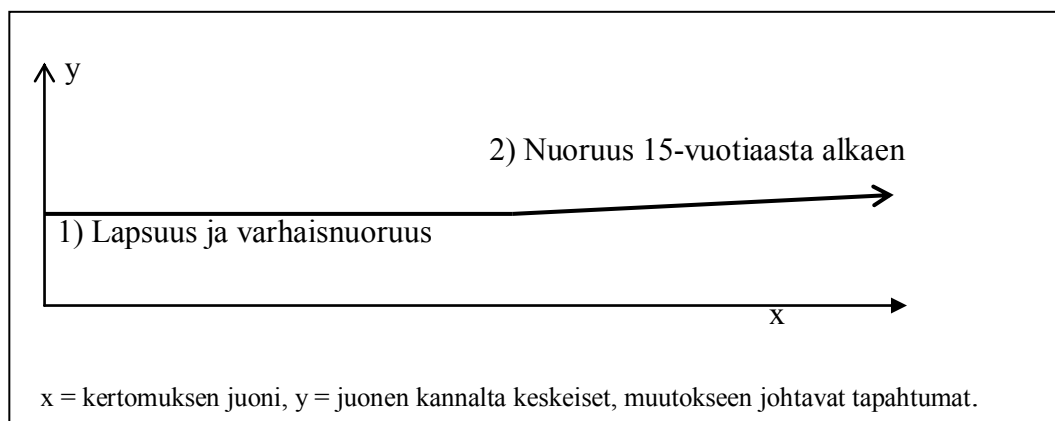 y
2) Nuoruus 15-vuotiaasta alkaen
1) Lapsuus ja varhaisnuoruus
x
x = kertomuksen juoni, y = juonen kannalta keskeiset, muutokseen johtavat tapahtumat.